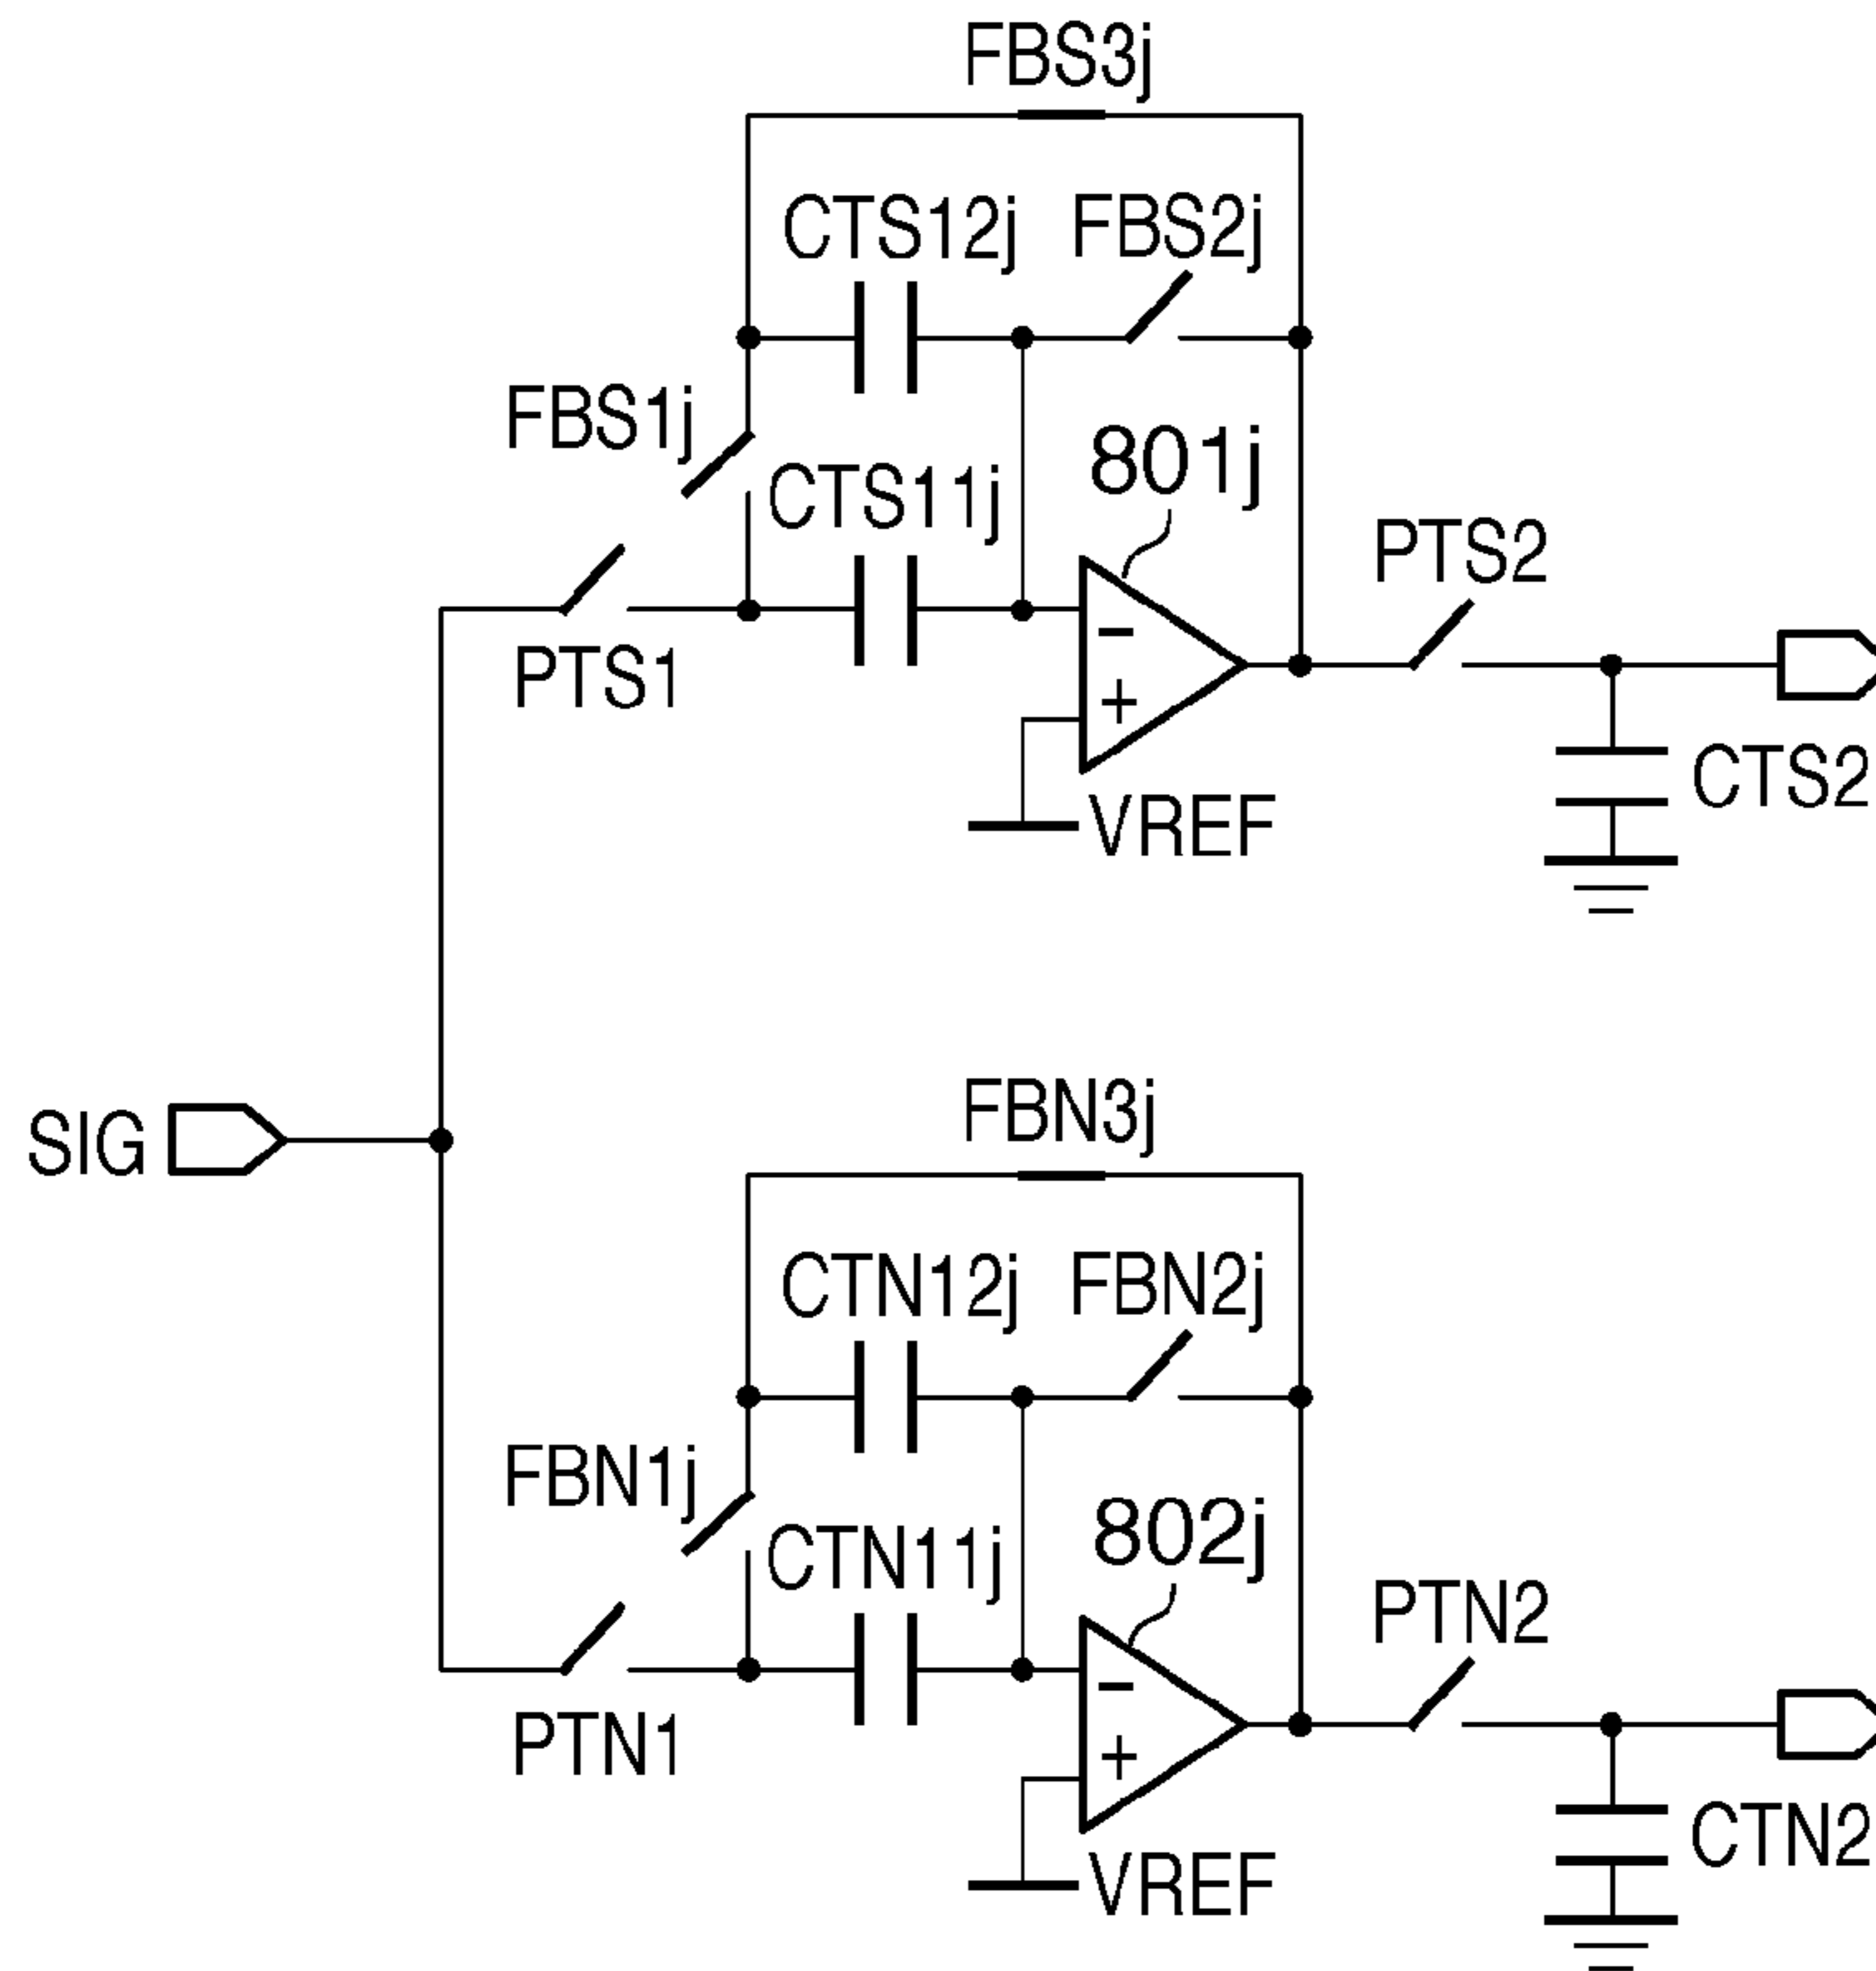 FBS3j
CTS12j FBS2j
FBS1j
CTS11j
801j
PTS2
PTS1
−
+
CTS2
VREF
SIG
FBN3j
CTN12j FBN2j
FBN1j
CTN11j
802j
PTN2
PTN1
−
+
CTN2
VREF